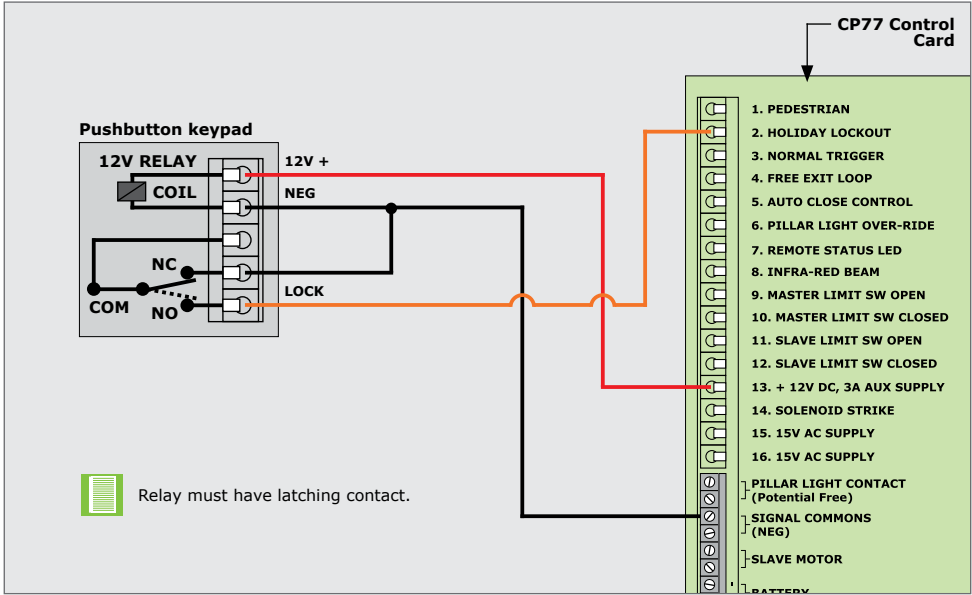 CP77 Control
Card
Pushbutton keypad
12V RELAY
COIL
NC
COM
NO
12V +
NEG
LOCK
1. PEDESTRIAN
2. HOLIDAY LOCKOUT
3. NORMAL TRIGGER
4. FREE EXIT LOOP
5. AUTO CLOSE CONTROL
6. PILLAR LIGHT OVER-RIDE
7. REMOTE STATUS LED
8. INFRA-RED BEAM
9. MASTER LIMIT SW OPEN
10. MASTER LIMIT SW CLOSED
11. SLAVE LIMIT SW OPEN
12. SLAVE LIMIT SW CLOSED
13. + 12V DC, 3A AUX SUPPLY
14. SOLENOID STRIKE
15. 15V AC SUPPLY
16. 15V AC SUPPLY
PILLAR LIGHT CONTACT
(Potential Free)
SIGNAL COMMONS
(NEG)
SLAVE MOTOR
BATTERY
Relay must have latching contact.